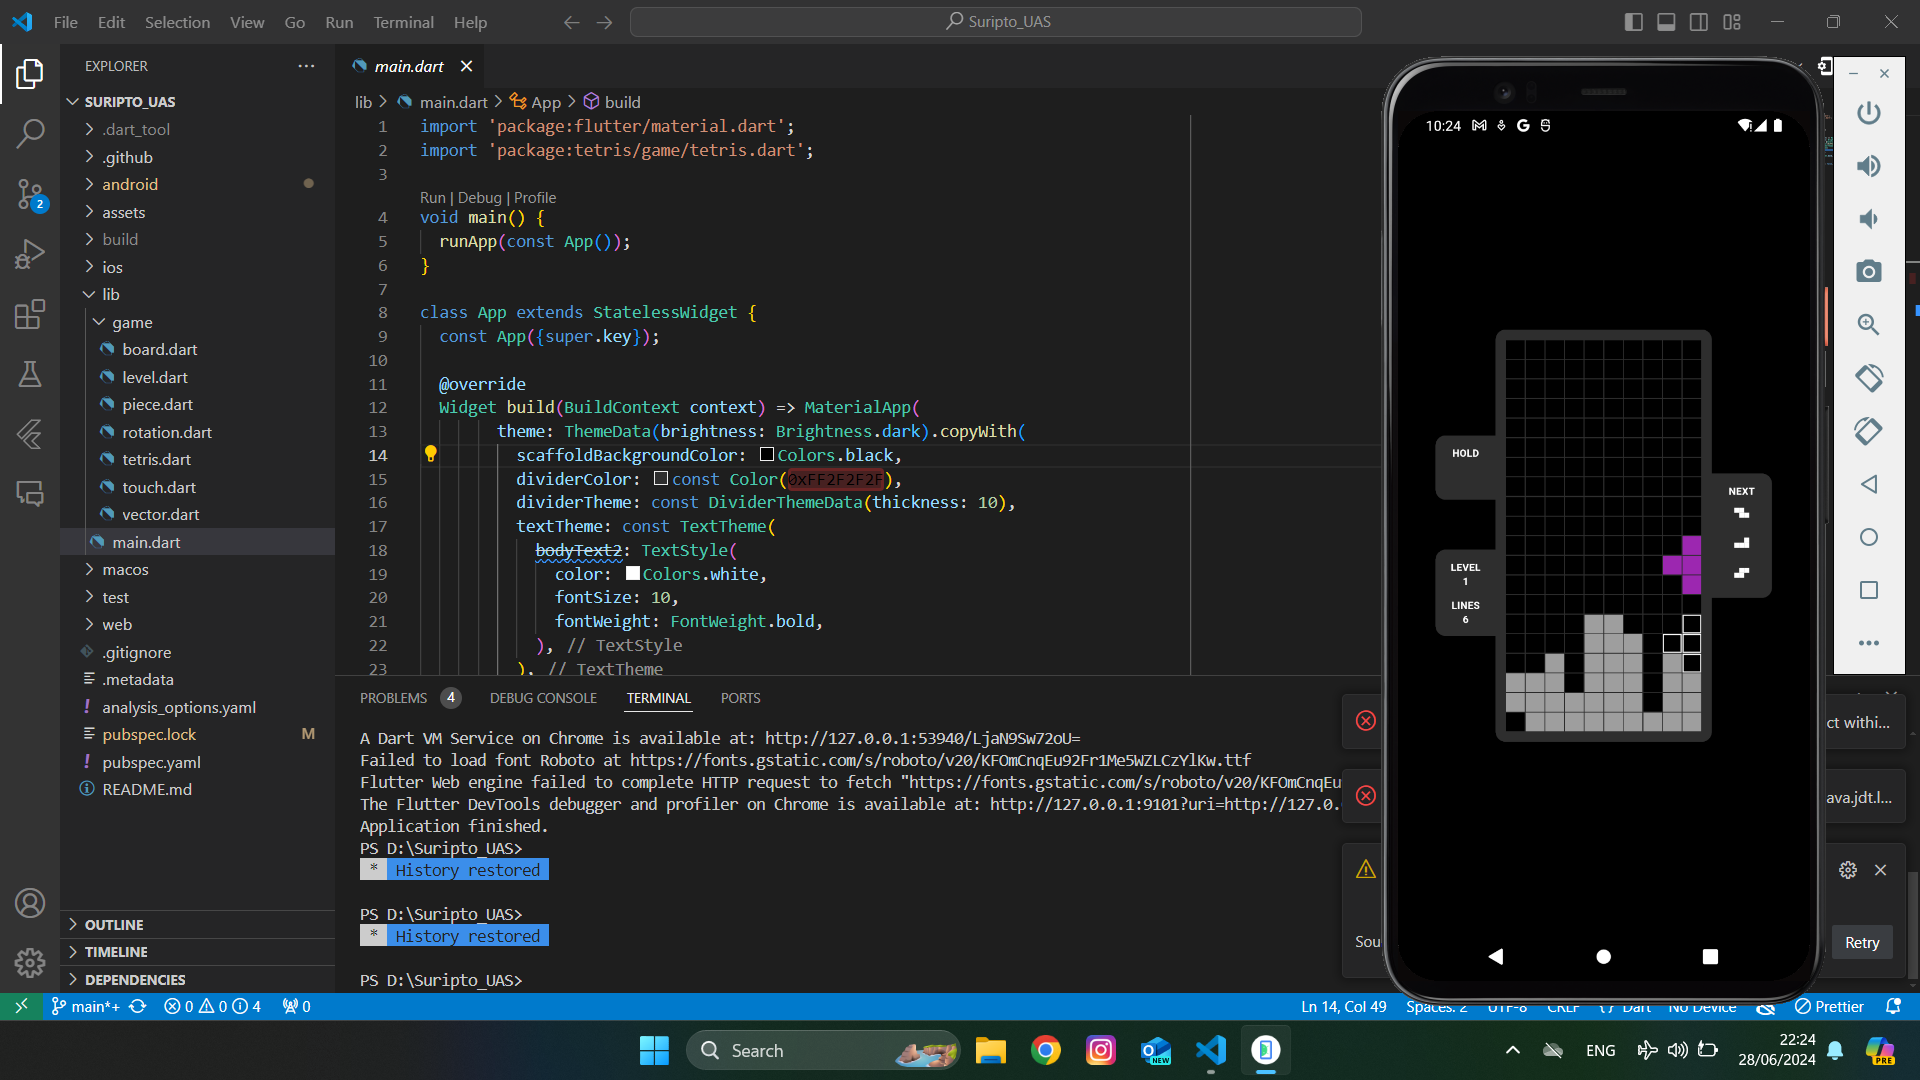 File Edit Selection View Go Run Terminal Help
Suripto_UAS
EXPLORER
SURIPTO_UAS
.dart_tool
.github
android
assets
build
ios
lib
game
board.dart
level.dart
piece.dart
rotation.dart
tetris.dart
touch.dart
vector.dart
main.dart
macos
test
web
.gitignore
.metadata
analysis_options.yaml
pubspec.lock M
pubspec.yaml
README.md
OUTLINE
TIMELINE
DEPENDENCIES
2
main.dart
lib > main.dart > App > build
1 import 'package:flutter/material.dart';
2 import 'package:tetris/game/tetris.dart';
3
Run | Debug | Profile
4 void main() {
5 runApp(const App());
6 }
7
8 class App extends StatelessWidget {
9 const App({super.key});
10
11 @override
12 Widget build(BuildContext context) => MaterialApp(
13 theme: ThemeData(brightness: Brightness.dark).copyWith(
14 scaffoldBackgroundColor: Colors.black,
15 dividerColor: const Color(0xFF2F2F2F),
16 dividerTheme: const DividerThemeData(thickness: 10),
17 textTheme: const TextTheme(
18 bodyText2: TextStyle(
19 color: Colors.white,
20 fontSize: 10,
21 fontWeight: FontWeight.bold,
22 ), // TextStyle
23 ), // TextTheme
PROBLEMS 4 DEBUG CONSOLE TERMINAL PORTS
A Dart VM Service on Chrome is available at: http://127.0.0.1:53940/LjaN9Sw72oU=
Failed to load font Roboto at https://fonts.gstatic.com/s/roboto/v20/KFOmCnqEu92Fr1Me5WZLCzYlKw.ttf
Flutter Web engine failed to complete HTTP request to fetch "https://fonts.gstatic.com/s/roboto/v20/KFOmCnqEu
The Flutter DevTools debugger and profiler on Chrome is available at: http://127.0.0.1:9101?uri=http://127.0.
Application finished.
PS D:\Suripto_UAS>
* History restored
PS D:\Suripto_UAS>
* History restored
PS D:\Suripto_UAS>
10:24
HOLD
NEXT
LEVEL
1
LINES
6
ct withi...
ava.jdt.l...
Sou
Retry
main*+ 0 0 4 0
Ln 14, Col 49 Spaces: 2 UTF-8 CRLF {} Dart No Device Prettier
Search
NEW
ENG
22:24
28/06/2024
PRE